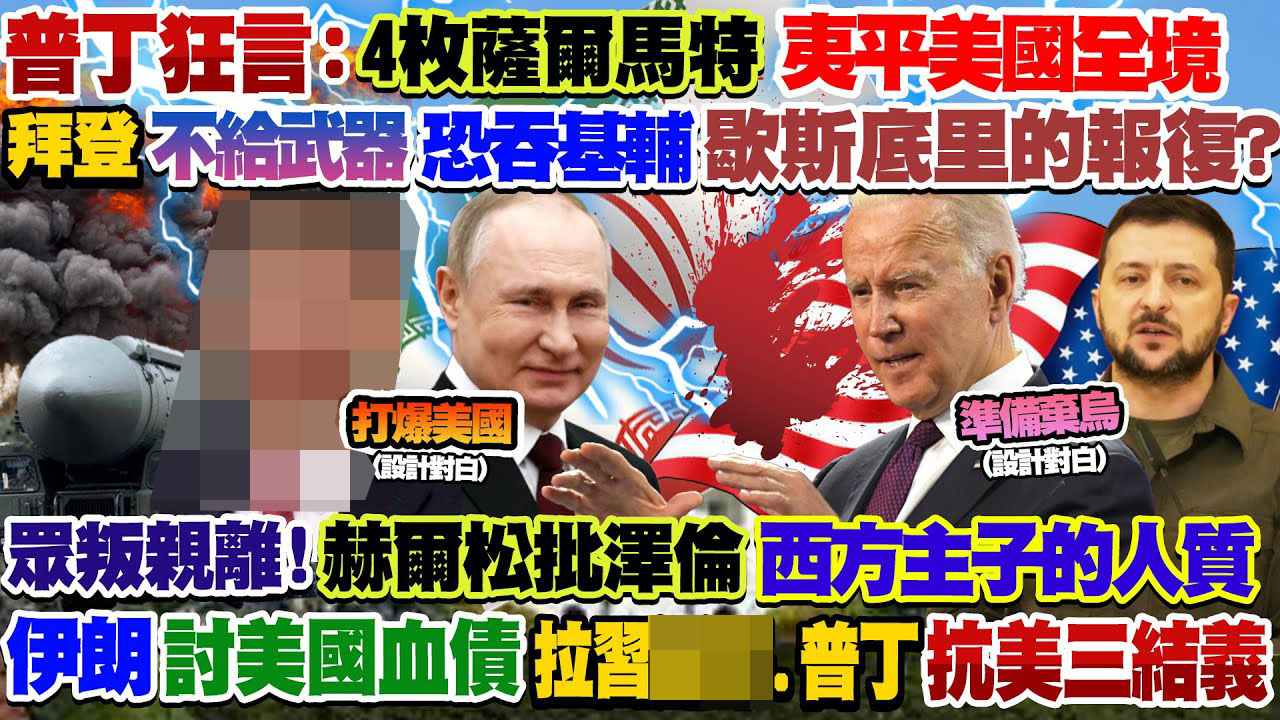 普丁狂言：4枚薩爾馬特 夷平美國全境
拜登 不給武器 恐吞基輔 歇斯底里的報復？
打爆美國
（設計對白）
準備棄烏
（設計對白）
眾叛親離！赫爾松批澤倫 西方主子的人質
伊朗 討美國血債 拉習 . 普丁 抗美三結義